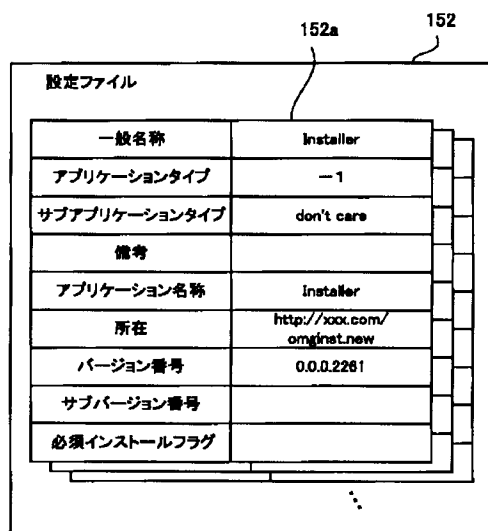 152a
152
設定ファイル
一般名称 Installer
アプリケーションタイプ −1
サブアプリケーションタイプ don't care
備考
アプリケーション名称 Installer
所在 http://xxx.com/
omginst.new
バージョン番号 0.0.0.2261
サブバージョン番号
必須インストールフラグ